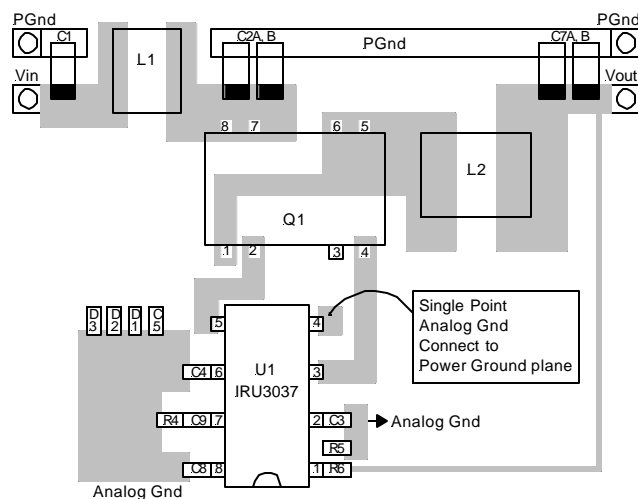 PGnd
C1
C2A, B
PGnd
C7A, B
PGnd
L1
Vin
Vout
8 7
6 5
L2
Q1
1 2
3 4
D3
D2
D1
C5
5
4
Single Point
Analog Gnd
Connect to
Power Ground plane
C4 6
U1
IRU3037
3
R4 C9 7
2 C3
Analog Gnd
R5
C8 8
1 R6
Analog Gnd